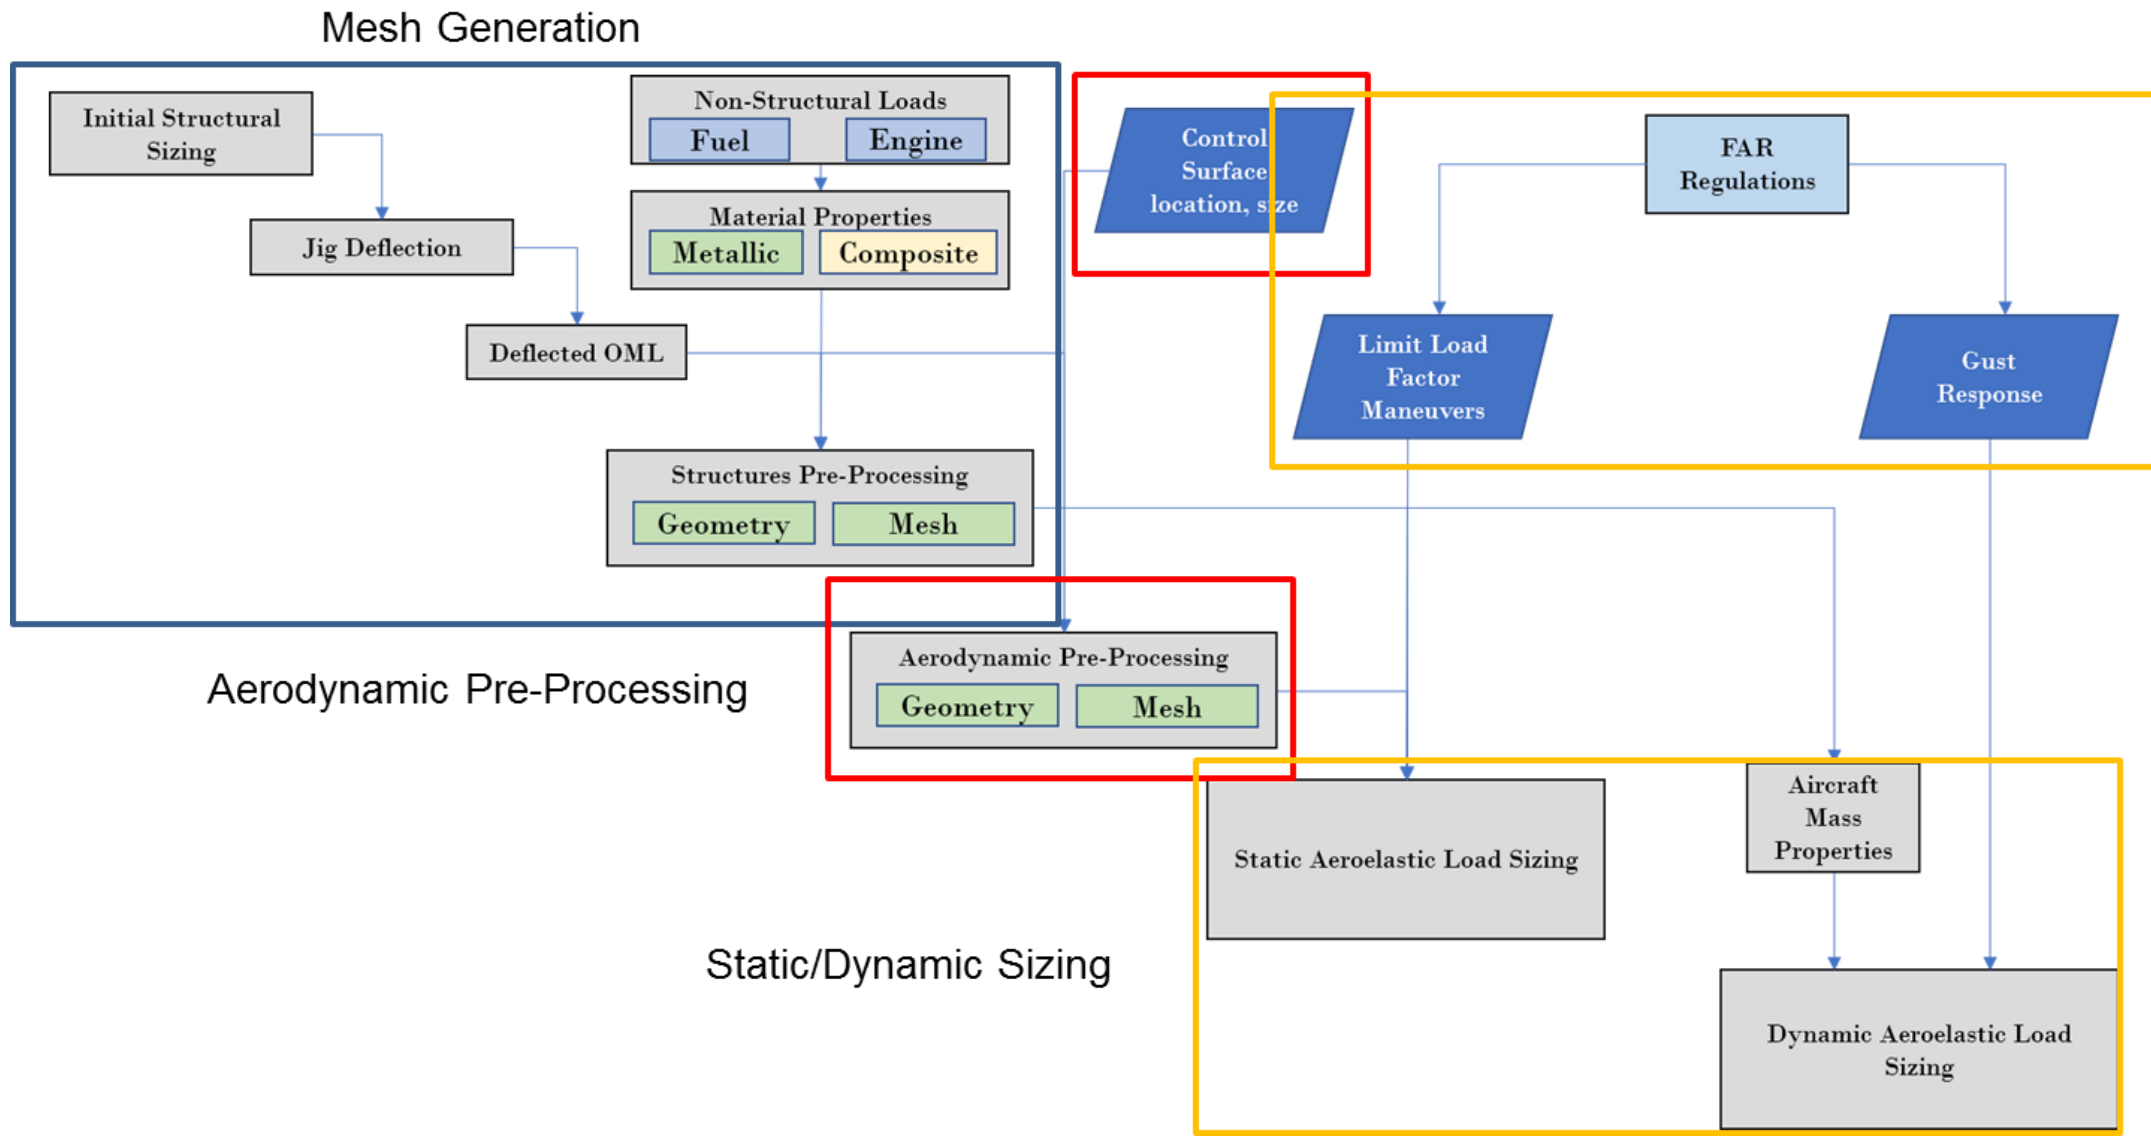 Mesh Generation
Initial Structural
Sizing
Jig Deflection
Deflected OML
Non-Structural Loads
Fuel
Engine
Material Properties
Metallic
Composite
Structures Pre-Processing
Geometry
Mesh
Control
Surface
location, size
FAR
Regulations
Limit Load
Factor
Maneuvers
Gust
Response
Aerodynamic Pre-Processing
Aerodynamic Pre-Processing
Geometry
Mesh
Static/Dynamic Sizing
Static Aeroelastic Load Sizing
Aircraft
Mass
Properties
Dynamic Aeroelastic Load
Sizing